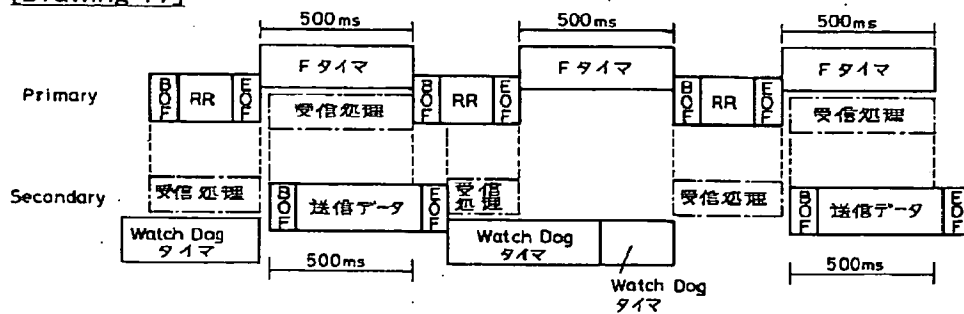 [Drawing 11]
500ms 500ms 500ms
Fタイマ Fタイマ Fタイマ
Primary BOF RR EOF BOF RR EOF BOF RR EOF
受信処理 受信処理
Secondary 受信処理 BOF 送信データ EOF 受信処理 受信処理 BOF 送信データ EOF
Watch Dog タイマ Watch Dog タイマ
500ms 500ms
Watch Dog
タイマ